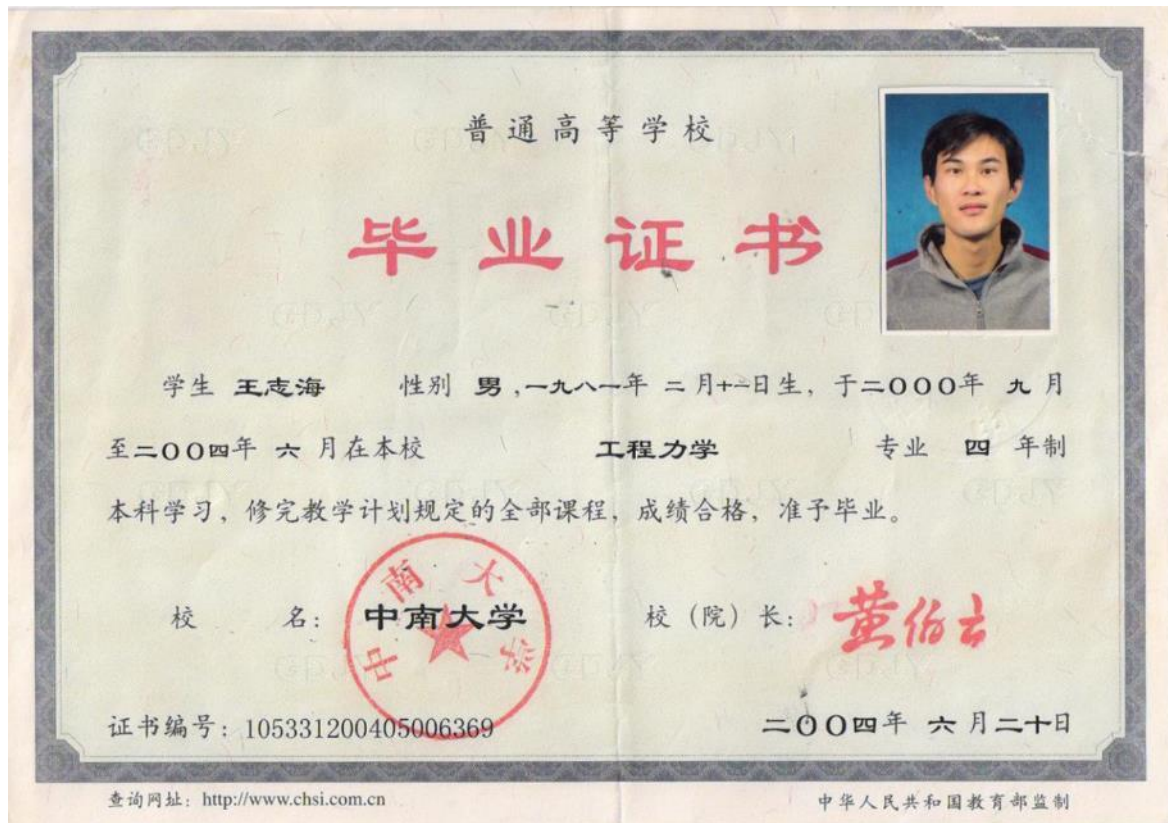 普通高等学校
毕业证书
学生 王志海 性别 男，一九八一年 二月十一日生，于二〇〇〇年 九月
至二〇〇四年 六 月在本校 工程力学 专业 四 年制
本科学习，修完教学计划规定的全部课程，成绩合格，准予毕业。
校 名：中南大学 校（院）长：黄伯云
中南大学
证书编号：105331200405006369 二〇〇四年 六月二十日
查询网址：http://www.chsi.com.cn 中华人民共和国教育部监制